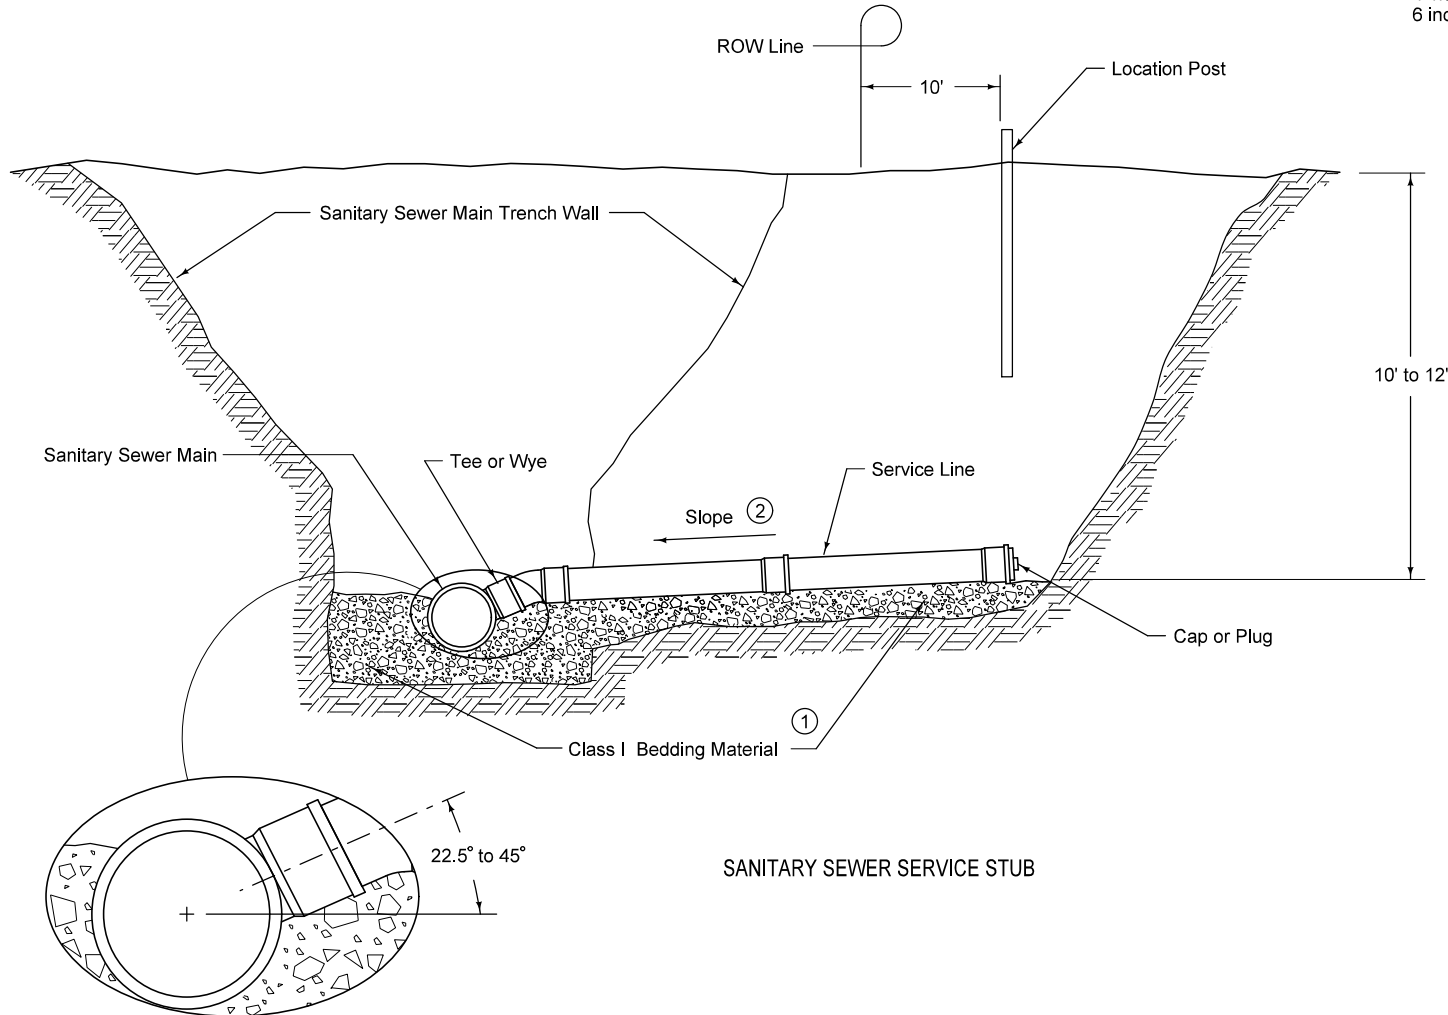 6 inc
ROW Line
10'
Location Post
Sanitary Sewer Main Trench Wall
10' to 12'
Sanitary Sewer Main
Tee or Wye
Service Line
Slope ②
Cap or Plug
①
Class I Bedding Material
22.5° to 45°
SANITARY SEWER SERVICE STUB